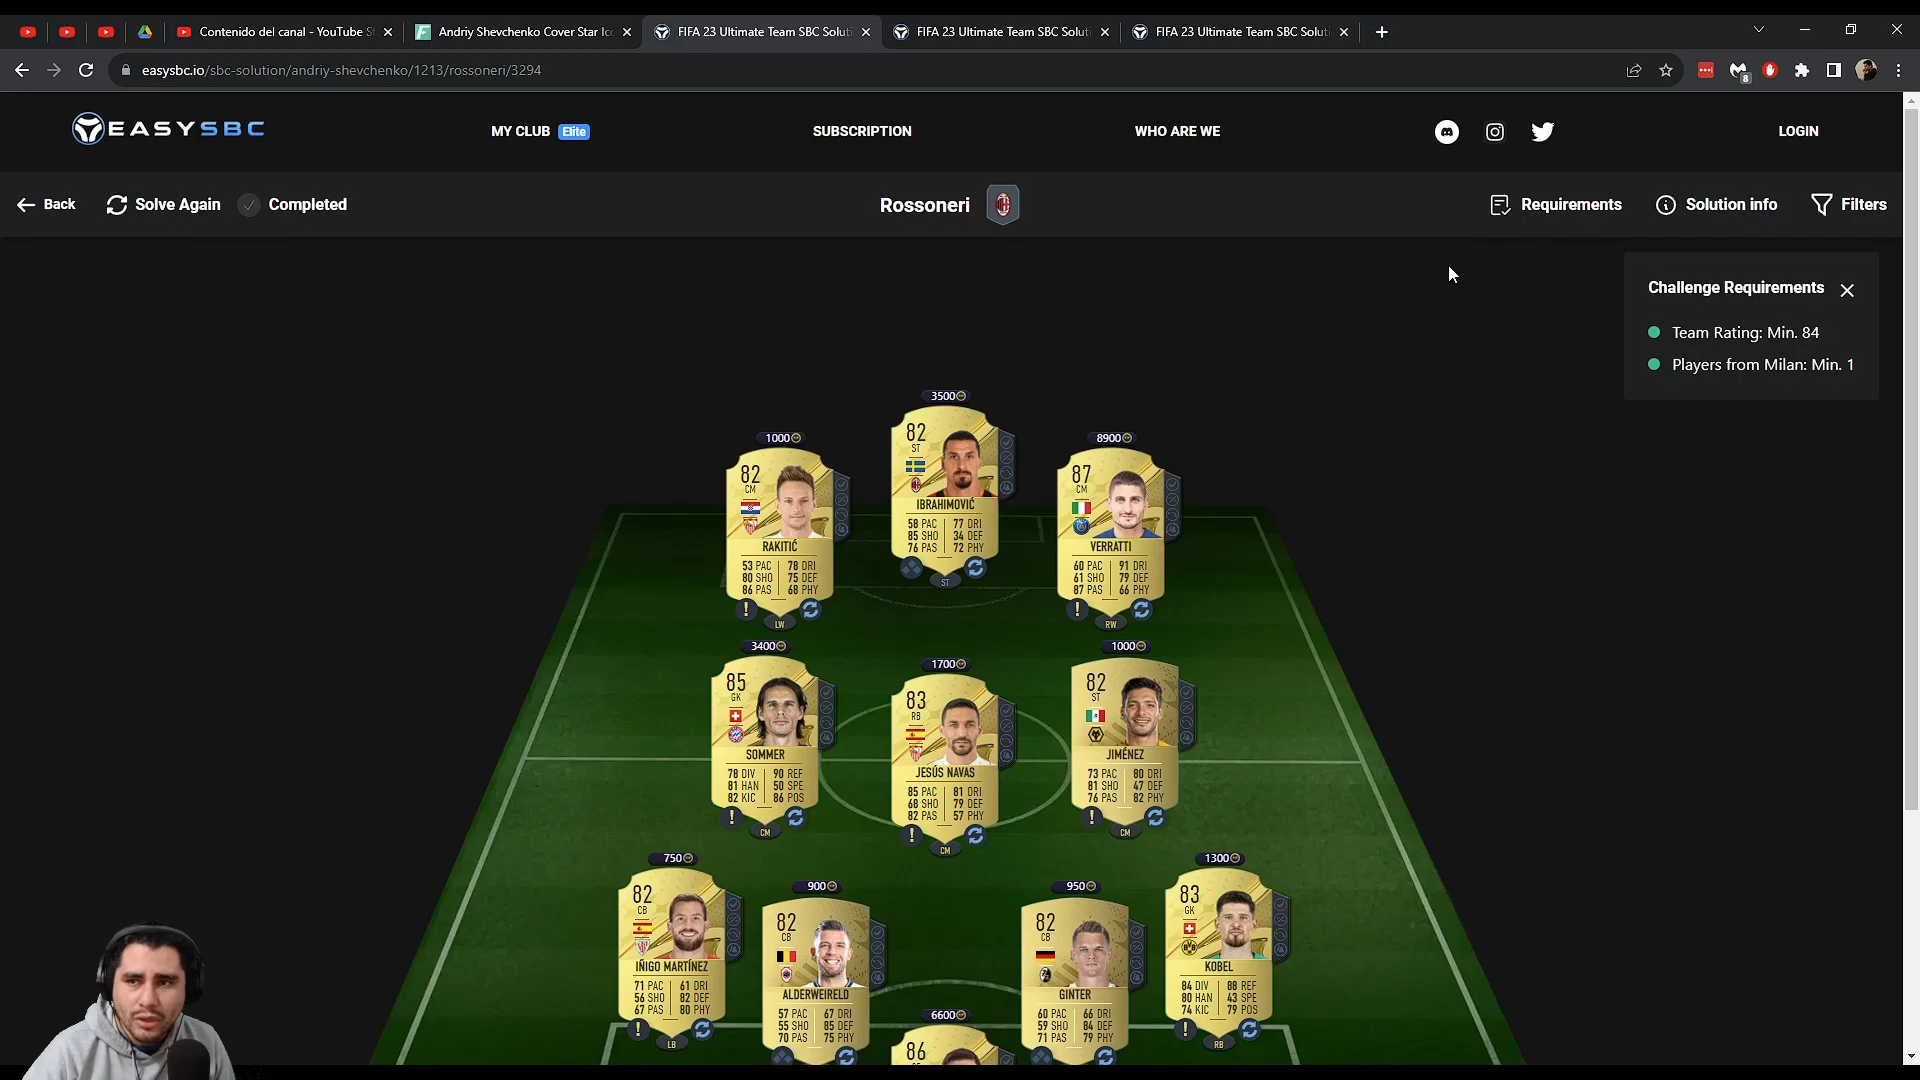 Contenido del canal - YouTube S
Andriy Shevchenko Cover Star Ic
FIFA 23 Ultimate Team SBC Soluti
FIFA 23 Ultimate Team SBC Soluti
FIFA 23 Ultimate Team SBC Soluti
easysbc.io/sbc-solution/andriy-shevchenko/1213/rossoneri/3294
8
EASYSBC
MY CLUB Elite
SUBSCRIPTION
WHO ARE WE
LOGIN
Back
Solve Again
Completed
Rossoneri
Requirements
Solution info
Filters
Challenge Requirements
Team Rating: Min. 84
Players from Milan: Min. 1
3500
82
ST
IBRAHIMOVIĆ
58 PAC 77 DRI
85 SHO 34 DEF
76 PAS 72 PHY
ST
1000
82
CM
RAKITIĆ
53 PAC 78 DRI
80 SHO 75 DEF
86 PAS 68 PHY
!
LW
8900
87
CM
VERRATTI
60 PAC 91 DRI
61 SHO 79 DEF
87 PAS 66 PHY
!
RW
3400
85
GK
SOMMER
78 DIV 90 REF
81 HAN 50 SPE
82 KIC 86 POS
!
CM
1700
83
RB
JESÚS NAVAS
85 PAC 81 DRI
68 SHO 79 DEF
82 PAS 57 PHY
!
CM
1000
82
ST
JIMÉNEZ
73 PAC 80 DRI
81 SHO 47 DEF
76 PAS 82 PHY
!
CM
750
82
CB
IÑIGO MARTÍNEZ
71 PAC 61 DRI
56 SHO 82 DEF
67 PAS 80 PHY
!
LB
900
82
CB
ALDERWEIRELD
57 PAC 67 DRI
55 SHO 85 DEF
70 PAS 75 PHY
950
82
CB
GINTER
60 PAC 66 DRI
59 SHO 84 DEF
71 PAS 79 PHY
1300
83
GK
KOBEL
84 DIV 88 REF
80 HAN 43 SPE
74 KIC 79 POS
!
RB
6600
86